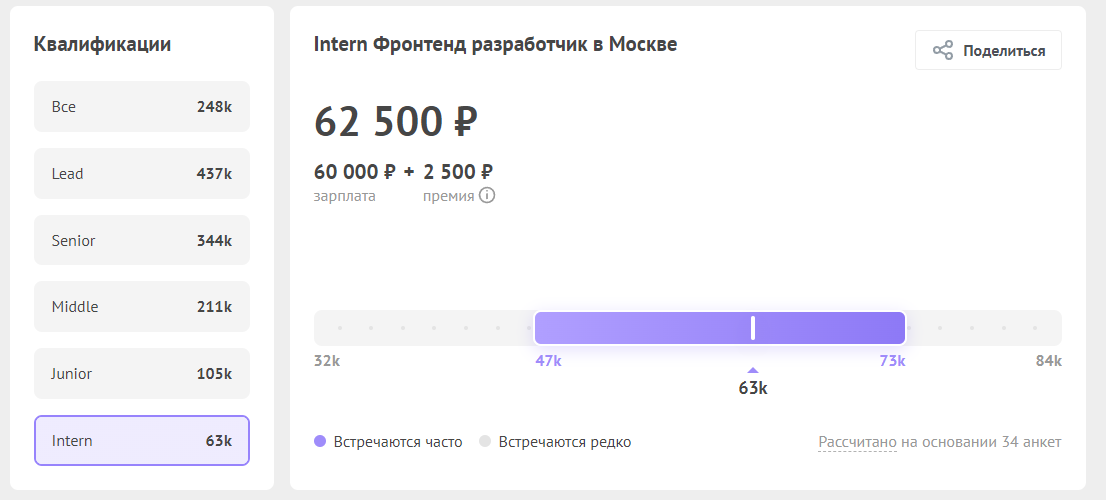 Квалификации
Все 248k
Lead 437k
Senior 344k
Middle 211k
Junior 105k
Intern 63k
Intern Фронтенд разработчик в Москве
Поделиться
62 500 ₽
60 000 ₽ + 2 500 ₽
зарплата премия
32k 47k 73k 84k
63k
Встречаются часто Встречаются редко
Рассчитано на основании 34 анкет